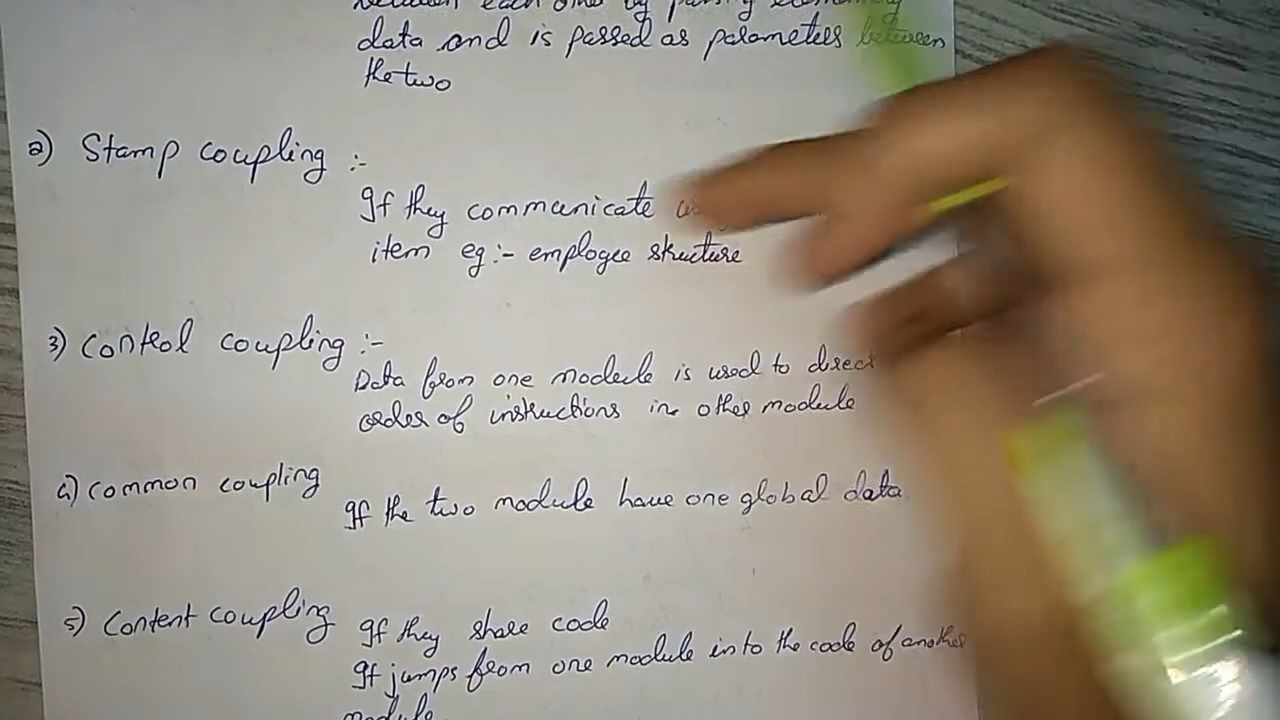 data and is passed as parameters between
the two
2) Stamp coupling :-
If they communicate
item eg:- employee structure
3) Control coupling :-
Data from one module is used to direct
order of instructions in other module
4) common coupling
If the two module have one global data
5) Content coupling
If they share code
If jumps from one module into the code of another
module